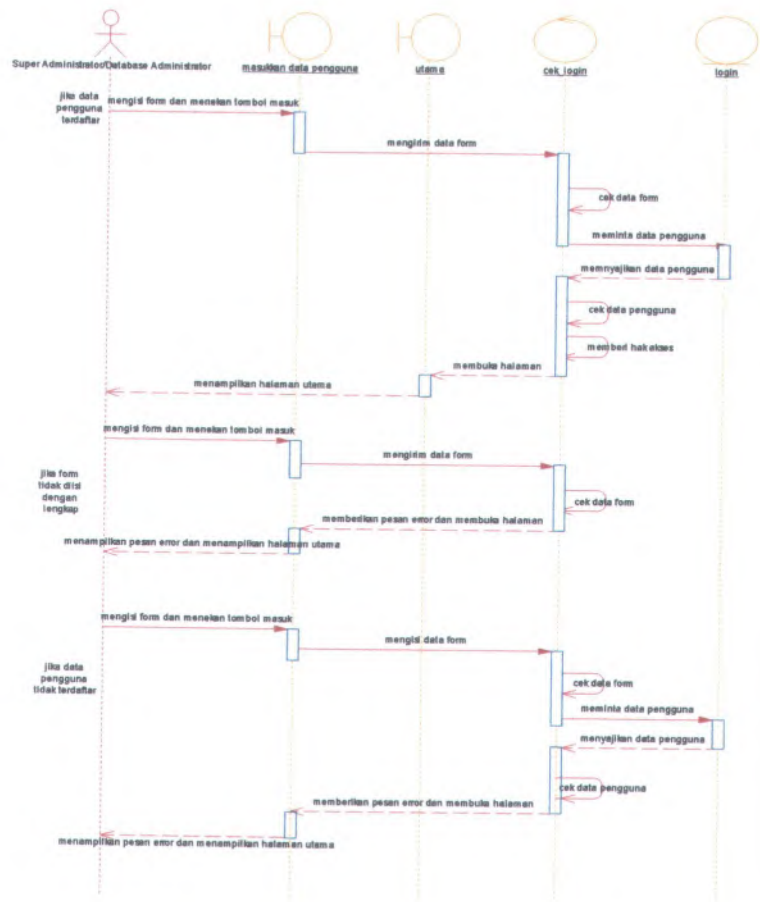 Super Administrator/Database Administrator
masukkan data pengguna
utama
cek_login
login
jika data
pengguna
terdaftar
mengisi form dan menekan tombol masuk
mengirim data form
cek data form
meminta data pengguna
memnyajikan data pengguna
cek data pengguna
memberi hak akses
membuka halaman
menampilkan halaman utama
mengisi form dan menekan tombol masuk
mengirim data form
jika form
tidak diisi
dengan
lengkap
cek data form
memberikan pesan error dan membuka halaman
menampilkan pesan error dan menampilkan halaman utama
mengisi form dan menekan tombol masuk
mengisi data form
jika data
pengguna
tidak terdaftar
cek data form
meminta data pengguna
menyajikan data pengguna
cek data pengguna
memberikan pesan error dan membuka halaman
menampilkan pesan error dan menampilkan halaman utama